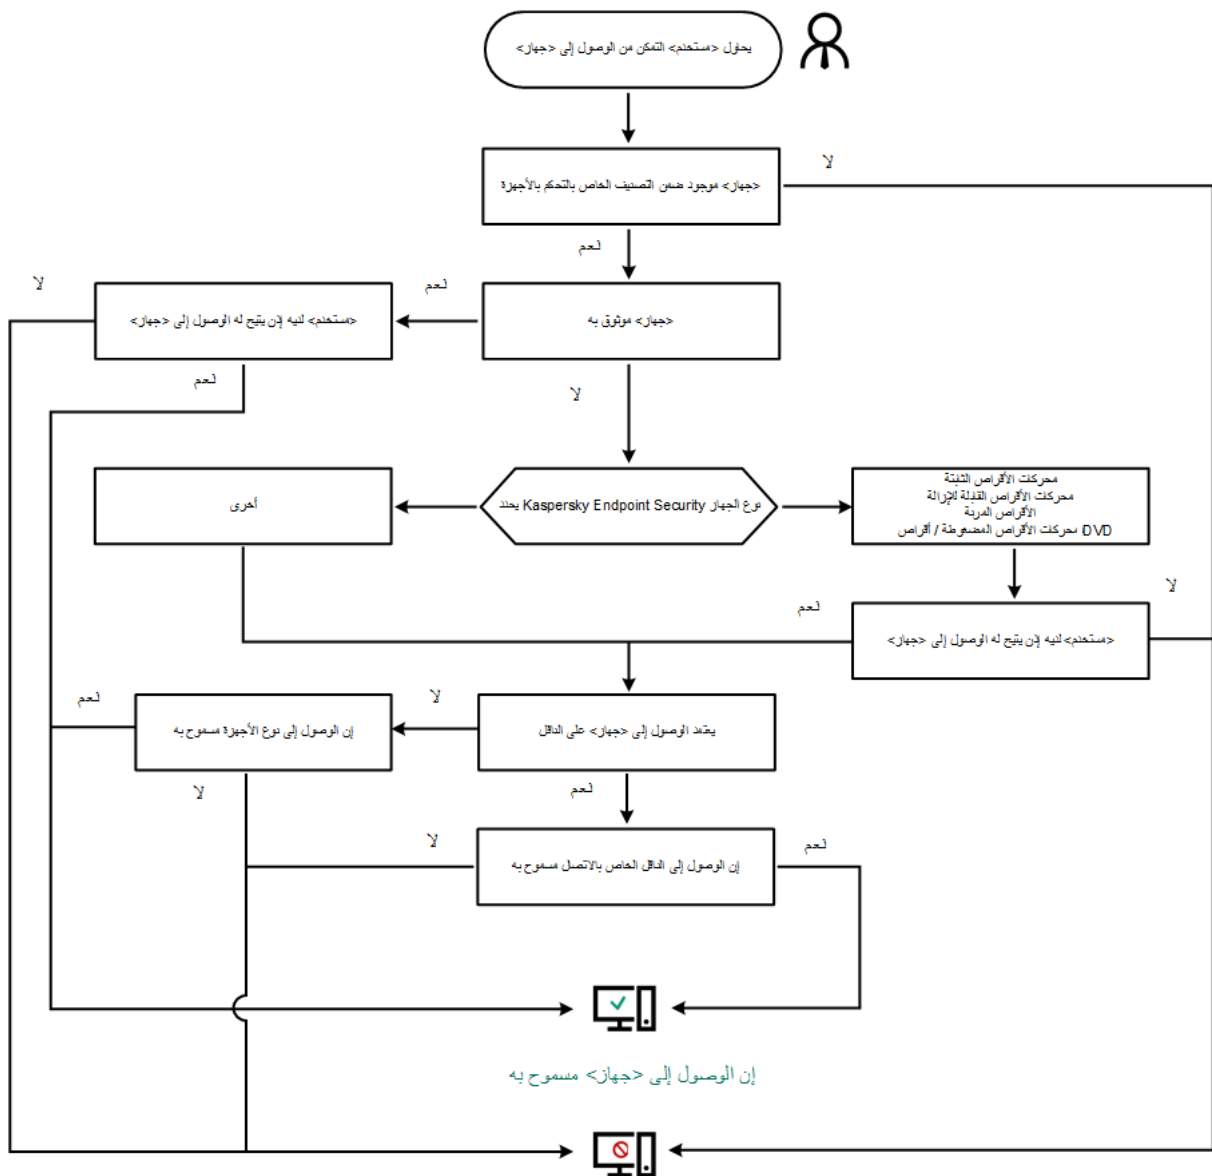 يحاول <مستخدم> التمكن من الوصول إلى <جهاز>
<جهاز> موجود ضمن التصنيف الخاص بالتحكم بالأجهزة
لا
نعم
<جهاز> موثوق به
نعم
<مستخدم> لديه إذن يتيح له الوصول إلى <جهاز>
لا
نعم
لا
يحدد Kaspersky Endpoint Security نوع الجهاز
أخرى
محركات الأقراص الثابتة
محركات الأقراص القابلة للإزالة
الأقراص المرنة
محركات الأقراص المضغوطة / أقراص DVD
<مستخدم> لديه إذن يتيح له الوصول إلى <جهاز>
لا
نعم
يعتمد الوصول إلى <جهاز> على الناقل
لا
إن الوصول إلى نوع الأجهزة مسموح به
نعم
لا
نعم
إن الوصول إلى الناقل الخاص بالاتصال مسموح به
نعم
لا
إن الوصول إلى <جهاز> مسموح به